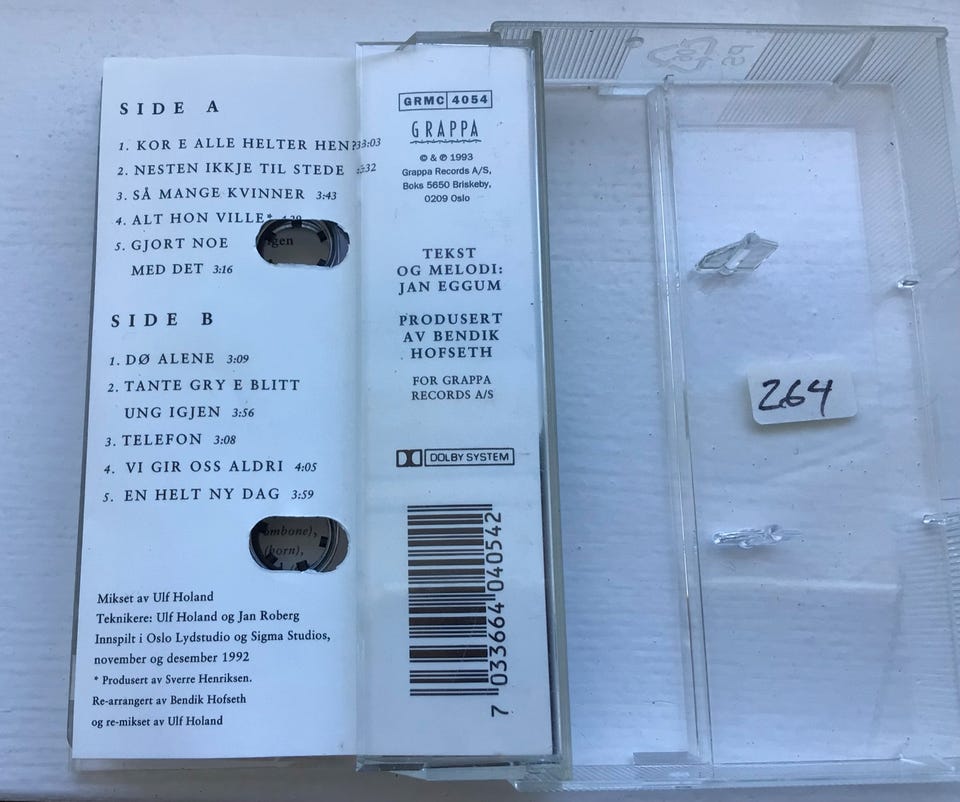 SIDE A
1. KOR E ALLE HELTER HEN? 3:03
2. NESTEN IKKJE TIL STEDE :32
3. SÅ MANGE KVINNER 3:43
4. ALT HON VILLE*
5. GJORT NOE
MED DET 3:16
SIDE B
1. DØ ALENE 3:09
2. TANTE GRY E BLITT
UNG IGJEN 3:56
3. TELEFON 3:08
4. VI GIR OSS ALDRI 4:05
5. EN HELT NY DAG 3:59
ombone),
(horn),
Mikset av Ulf Holand
Teknikere: Ulf Holand og Jan Roberg
Innspilt i Oslo Lydstudio og Sigma Studios,
november og desember 1992
* Produsert av Sverre Henriksen.
Re-arrangert av Bendik Hofseth
og re-mikset av Ulf Holand
GRMC 4054
GRAPPA
© & ℗ 1993
Grappa Records A/S,
Boks 5650 Briskeby,
0209 Oslo
TEKST
OG MELODI:
JAN EGGUM
PRODUSERT
AV BENDIK
HOFSETH
FOR GRAPPA
RECORDS A/S
DOLBY SYSTEM
7 033664 040542
264